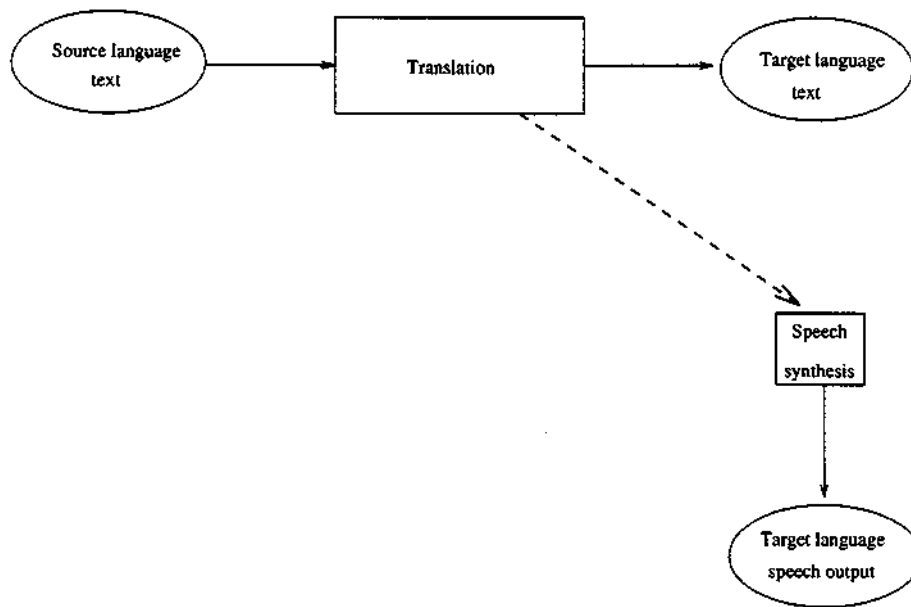 Source language
text
Translation
Target language
text
Speech
synthesis
Target language
speech output